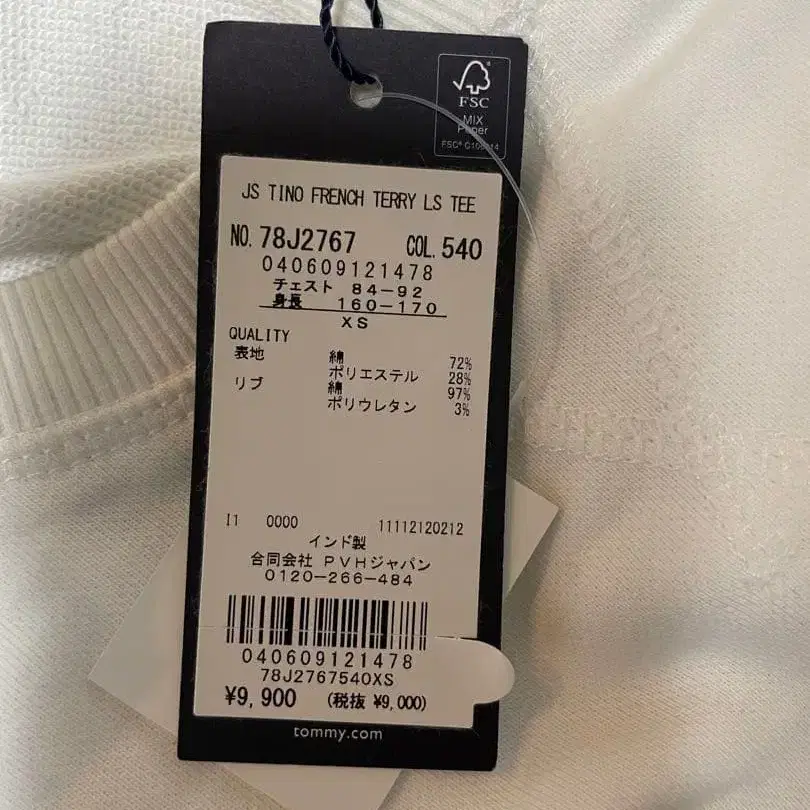 FSC
MIX
Paper
JS TINO FRENCH TERRY LS TEE
NO. 78J2767 COL. 540
040609121478
チェスト 84-92
身長 160-170
XS
QUALITY
表地 綿 72%
ポリエステル 28%
リブ 綿 97%
ポリウレタン 3%
I1 0000 11112120212
インド製
合同会社 PVHジャパン
0120-266-484
040609121478
78J2767540XS
¥9,900 (税抜 ¥9,000)
tommy.com